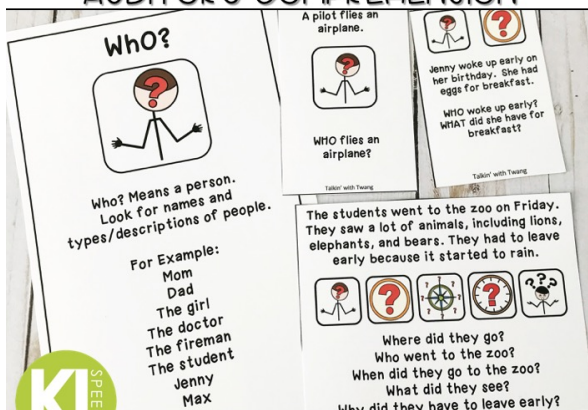 AUDITORY COMPREHENSION
WHO?
Who? Means a person.
Look for names and
types/descriptions of people.
For Example:
Mom
Dad
The girl
The doctor
The fireman
The student
Jenny
Max
A pilot flies an
airplane.
?
WHO flies an
airplane?
Talkin' with Twang
Jenny woke up early on
her birthday. She had
eggs for breakfast.
WHO woke up early?
WHAT did she have for
breakfast?
Talkin' with Twang
The students went to the zoo on Friday.
They saw a lot of animals, including lions,
elephants, and bears. They had to leave
early because it started to rain.
Where did they go?
Who went to the zoo?
When did they go to the zoo?
What did they see?
Why did they have to leave early?